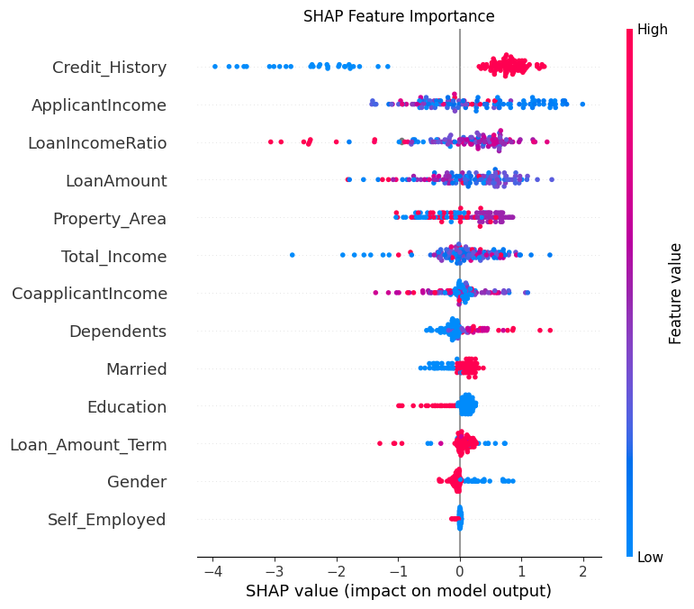 SHAP Feature Importance
High
Credit_History
ApplicantIncome
LoanIncomeRatio
LoanAmount
Property_Area
Total_Income
CoapplicantIncome
Dependents
Married
Education
Loan_Amount_Term
Gender
Self_Employed
Feature value
Low
−4 −3 −2 −1 0 1 2
SHAP value (impact on model output)